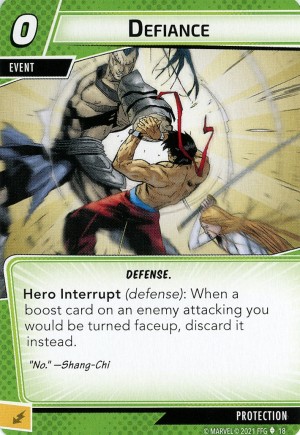 0
DEFIANCE
EVENT
DEFENSE.
Hero Interrupt (defense): When a
boost card on an enemy attacking you
would be turned faceup, discard it
instead.
"No." —Shang-Chi
PROTECTION
© MARVEL © 2021 FFG 18